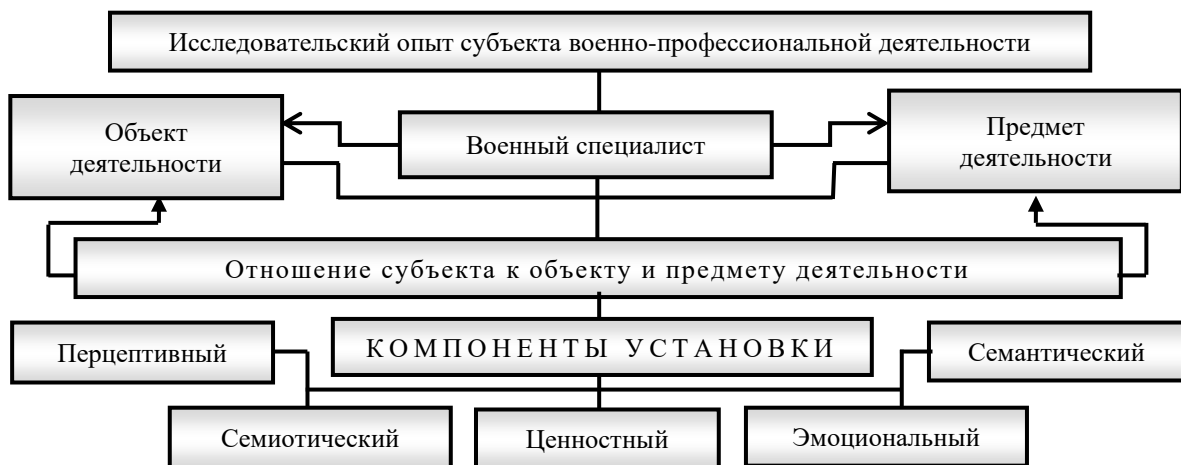 Исследовательский опыт субъекта военно-профессиональной деятельности
Объект
деятельности
Военный специалист
Предмет
деятельности
Отношение субъекта к объекту и предмету деятельности
Перцептивный
КОМПОНЕНТЫ УСТАНОВКИ
Семантический
Семиотический
Ценностный
Эмоциональный